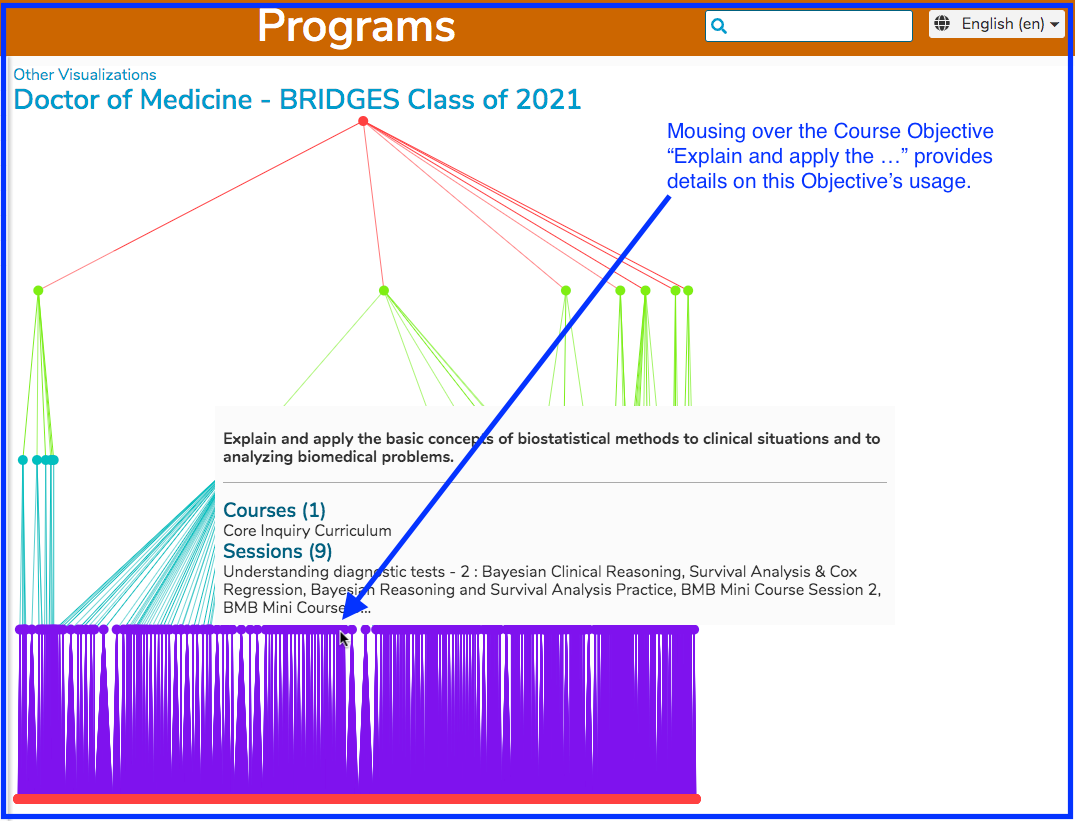 Programs
English (en)
Other Visualizations
Doctor of Medicine - BRIDGES Class of 2021
Mousing over the Course Objective
“Explain and apply the …” provides
details on this Objective’s usage.
Explain and apply the basic concepts of biostatistical methods to clinical situations and to
analyzing biomedical problems.
Courses (1)
Core Inquiry Curriculum
Sessions (9)
Understanding diagnostic tests - 2 : Bayesian Clinical Reasoning, Survival Analysis & Cox
Regression, Bayesian Reasoning and Survival Analysis Practice, BMB Mini Course Session 2,
BMB Mini Course ...